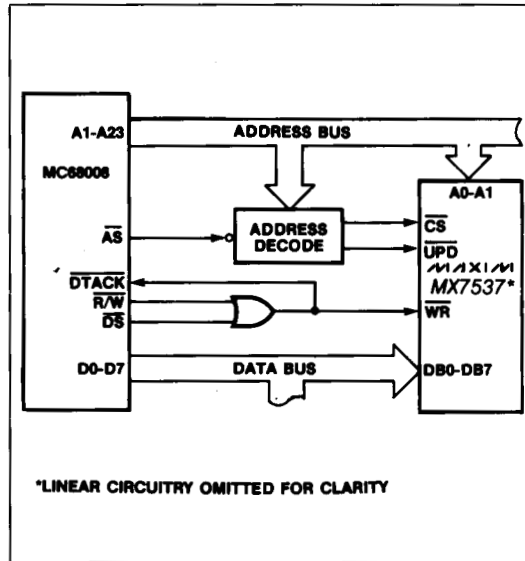 A1-A23
ADDRESS BUS
MC68008
A0-A1
AS
ADDRESS
DECODE
CS
UPD
MAXIM
MX7537*
DTACK
R/W
DS
WR
D0-D7
DATA BUS
DB0-DB7
*LINEAR CIRCUITRY OMITTED FOR CLARITY